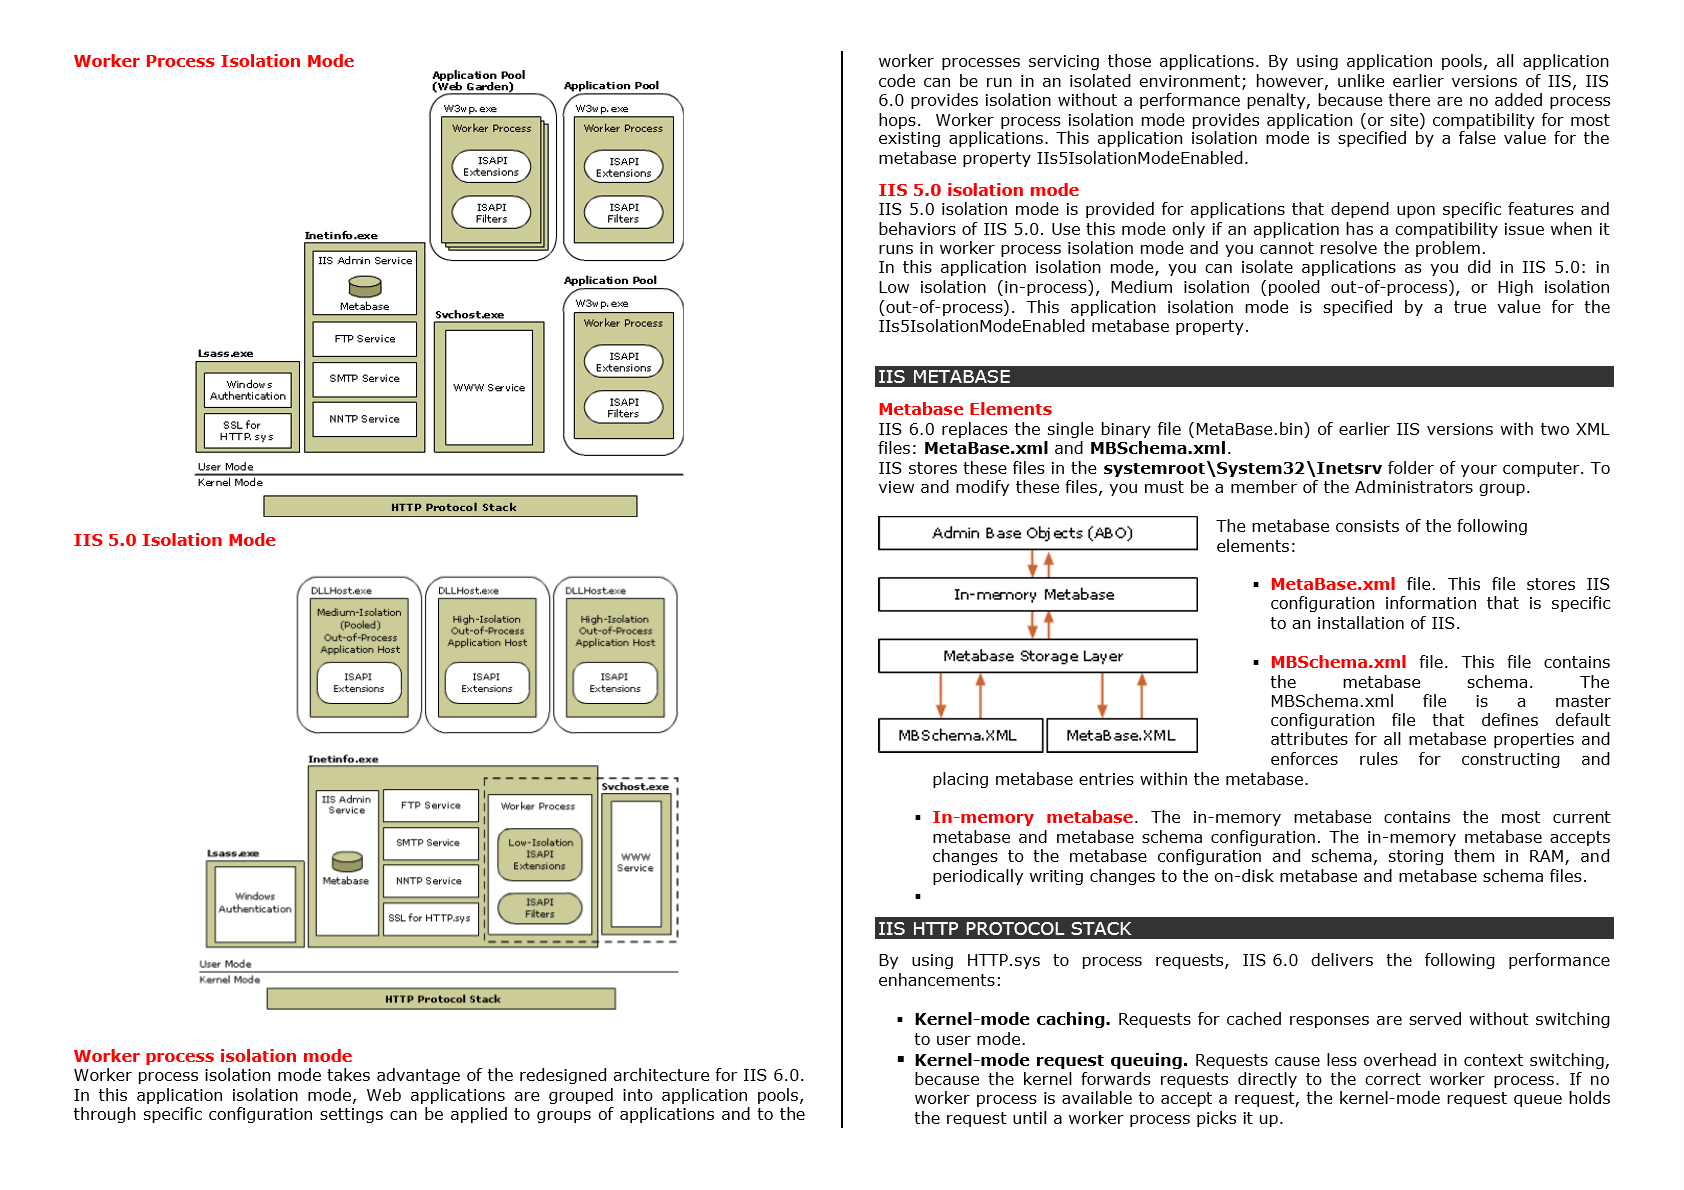 Worker Process Isolation Mode
Application Pool
(Web Garden)
Application Pool
W3wp.exe
W3wp.exe
Worker Process
Worker Process
ISAPI
Extensions
ISAPI
Extensions
ISAPI
Filters
ISAPI
Filters
Inetinfo.exe
IIS Admin Service
Metabase
FTP Service
SMTP Service
NNTP Service
Application Pool
W3wp.exe
Worker Process
ISAPI
Extensions
ISAPI
Filters
Svchost.exe
WWW Service
Lsass.exe
Windows
Authentication
SSL for
HTTP.sys
User Mode
Kernel Mode
HTTP Protocol Stack
IIS 5.0 Isolation Mode
DLLHost.exe
Medium-Isolation
(Pooled)
Out-of-Process
Application Host
ISAPI
Extensions
DLLHost.exe
High-Isolation
Out-of-Process
Application Host
ISAPI
Extensions
DLLHost.exe
High-Isolation
Out-of-Process
Application Host
ISAPI
Extensions
Inetinfo.exe
IIS Admin
Service
Metabase
FTP Service
SMTP Service
NNTP Service
SSL for HTTP.sys
Worker Process
Low-Isolation
ISAPI
Extensions
ISAPI
Filters
Svchost.exe
WWW
Service
Lsass.exe
Windows
Authentication
User Mode
Kernel Mode
HTTP Protocol Stack
Worker process isolation mode
Worker process isolation mode takes advantage of the redesigned architecture for IIS 6.0.
In this application isolation mode, Web applications are grouped into application pools,
through specific configuration settings can be applied to groups of applications and to the
worker processes servicing those applications. By using application pools, all application
code can be run in an isolated environment; however, unlike earlier versions of IIS, IIS
6.0 provides isolation without a performance penalty, because there are no added process
hops. Worker process isolation mode provides application (or site) compatibility for most
existing applications. This application isolation mode is specified by a false value for the
metabase property IIs5IsolationModeEnabled.
IIS 5.0 isolation mode
IIS 5.0 isolation mode is provided for applications that depend upon specific features and
behaviors of IIS 5.0. Use this mode only if an application has a compatibility issue when it
runs in worker process isolation mode and you cannot resolve the problem.
In this application isolation mode, you can isolate applications as you did in IIS 5.0: in
Low isolation (in-process), Medium isolation (pooled out-of-process), or High isolation
(out-of-process). This application isolation mode is specified by a true value for the
IIs5IsolationModeEnabled metabase property.
IIS METABASE
Metabase Elements
IIS 6.0 replaces the single binary file (MetaBase.bin) of earlier IIS versions with two XML
files: MetaBase.xml and MBSchema.xml.
IIS stores these files in the systemroot\System32\Inetsrv folder of your computer. To
view and modify these files, you must be a member of the Administrators group.
Admin Base Objects (ABO)
In-memory Metabase
Metabase Storage Layer
MBSchema.XML
MetaBase.XML
The metabase consists of the following
elements:
▪ MetaBase.xml file. This file stores IIS
configuration information that is specific
to an installation of IIS.
▪ MBSchema.xml file. This file contains
the metabase schema. The
MBSchema.xml file is a master
configuration file that defines default
attributes for all metabase properties and
enforces rules for constructing and
placing metabase entries within the metabase.
▪ In-memory metabase. The in-memory metabase contains the most current
metabase and metabase schema configuration. The in-memory metabase accepts
changes to the metabase configuration and schema, storing them in RAM, and
periodically writing changes to the on-disk metabase and metabase schema files.
▪
IIS HTTP PROTOCOL STACK
By using HTTP.sys to process requests, IIS 6.0 delivers the following performance
enhancements:
▪ Kernel-mode caching. Requests for cached responses are served without switching
to user mode.
▪ Kernel-mode request queuing. Requests cause less overhead in context switching,
because the kernel forwards requests directly to the correct worker process. If no
worker process is available to accept a request, the kernel-mode request queue holds
the request until a worker process picks it up.